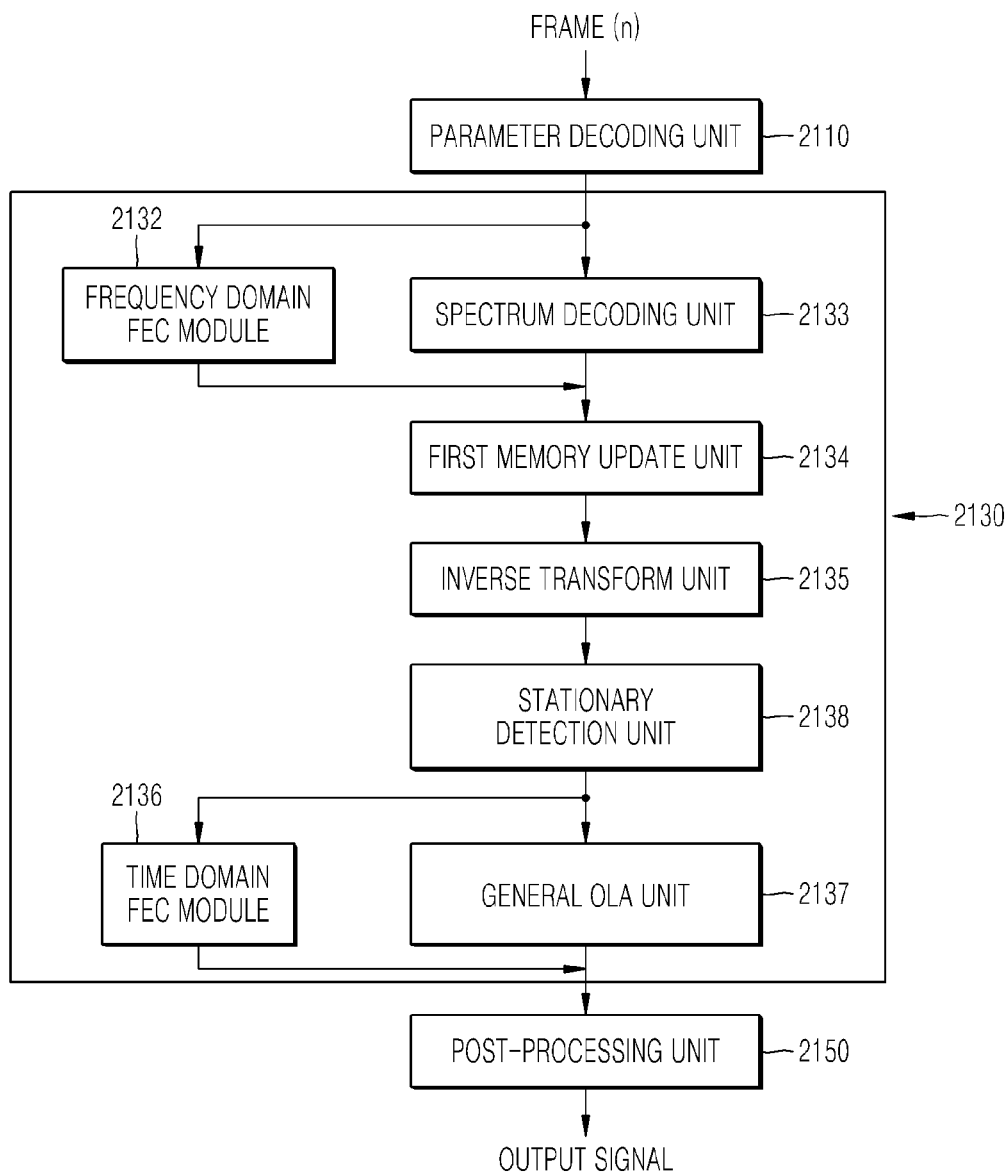 FRAME (n)
PARAMETER DECODING UNIT
2110
2132
FREQUENCY DOMAIN
FEC MODULE
SPECTRUM DECODING UNIT
2133
FIRST MEMORY UPDATE UNIT
2134
2130
INVERSE TRANSFORM UNIT
2135
STATIONARY
DETECTION UNIT
2138
2136
TIME DOMAIN
FEC MODULE
GENERAL OLA UNIT
2137
POST-PROCESSING UNIT
2150
OUTPUT SIGNAL